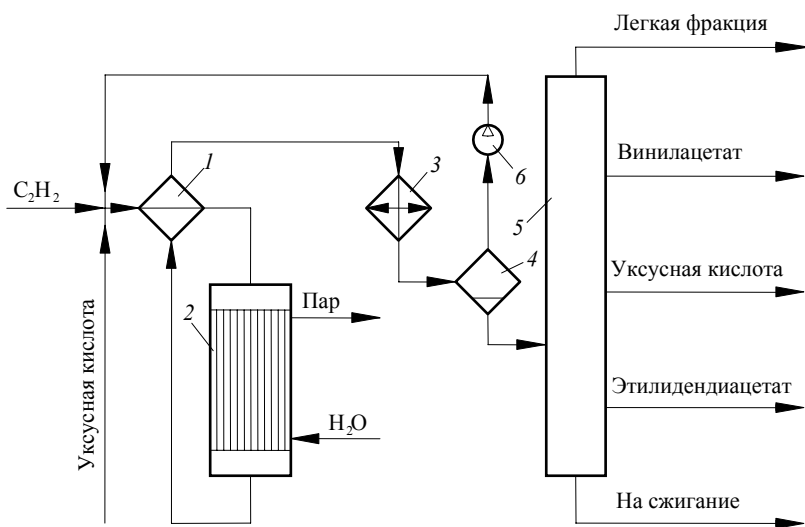 Легкая фракция
1
3
6
Винилацетат
C₂H₂
5
4
Уксусная кислота
2
Пар
Этилидендиацетат
Уксусная кислота
H₂O
На сжигание